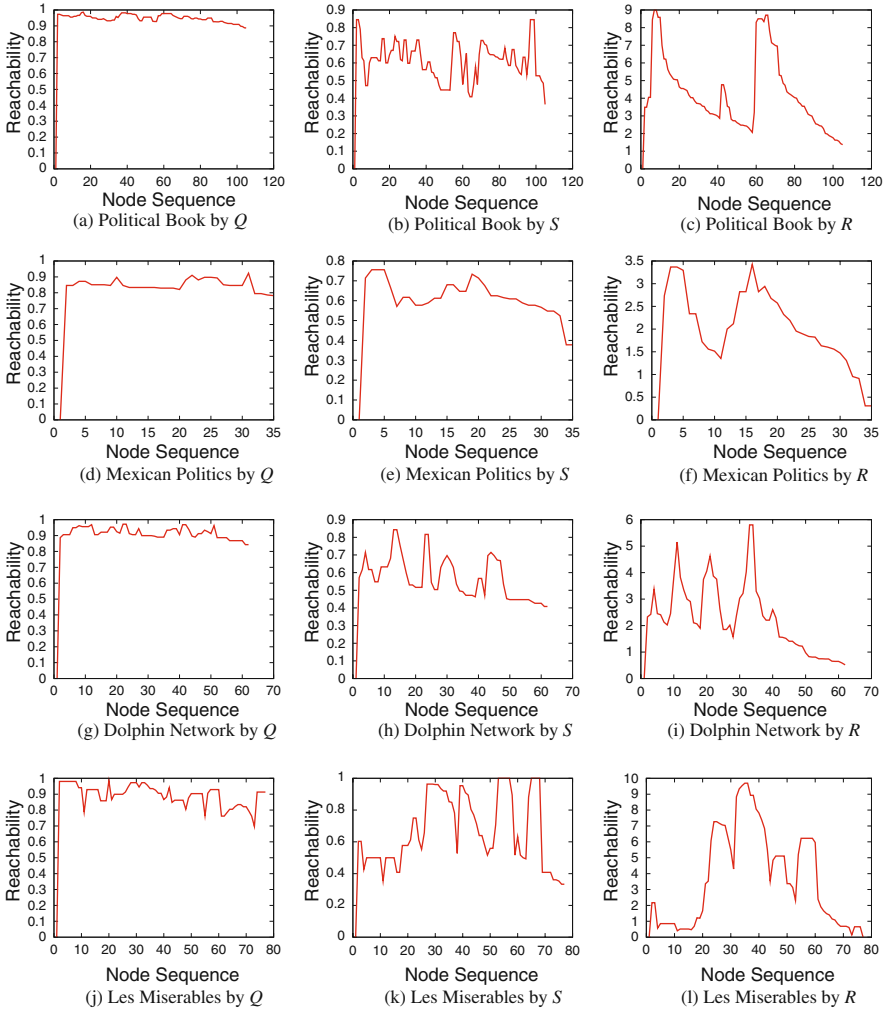 Reachability
1
0.9
0.8
0.7
0.6
0.5
0.4
0.3
0.2
0.1
0
0 20 40 60 80 100 120
Node Sequence
(a) Political Book by Q
Reachability
0.9
0.8
0.7
0.6
0.5
0.4
0.3
0.2
0.1
0
0 20 40 60 80 100 120
Node Sequence
(b) Political Book by S
Reachability
9
8
7
6
5
4
3
2
1
0
0 20 40 60 80 100 120
Node Sequence
(c) Political Book by R
Reachability
1
0.9
0.8
0.7
0.6
0.5
0.4
0.3
0.2
0.1
0
0 5 10 15 20 25 30 35
Node Sequence
(d) Mexican Politics by Q
Reachability
0.8
0.7
0.6
0.5
0.4
0.3
0.2
0.1
0
0 5 10 15 20 25 30 35
Node Sequence
(e) Mexican Politics by S
Reachability
3.5
3
2.5
2
1.5
1
0.5
0
0 5 10 15 20 25 30 35
Node Sequence
(f) Mexican Politics by R
Reachability
1
0.9
0.8
0.7
0.6
0.5
0.4
0.3
0.2
0.1
0
0 10 20 30 40 50 60 70
Node Sequence
(g) Dolphin Network by Q
Reachability
0.9
0.8
0.7
0.6
0.5
0.4
0.3
0.2
0.1
0
0 10 20 30 40 50 60 70
Node Sequence
(h) Dolphin Network by S
Reachability
6
5
4
3
2
1
0
0 10 20 30 40 50 60 70
Node Sequence
(i) Dolphin Network by R
Reachability
1
0.9
0.8
0.7
0.6
0.5
0.4
0.3
0.2
0.1
0
0 10 20 30 40 50 60 70 80
Node Sequence
(j) Les Miserables by Q
Reachability
1
0.8
0.6
0.4
0.2
0
0 10 20 30 40 50 60 70 80
Node Sequence
(k) Les Miserables by S
Reachability
10
9
8
7
6
5
4
3
2
1
0
0 10 20 30 40 50 60 70 80
Node Sequence
(l) Les Miserables by R